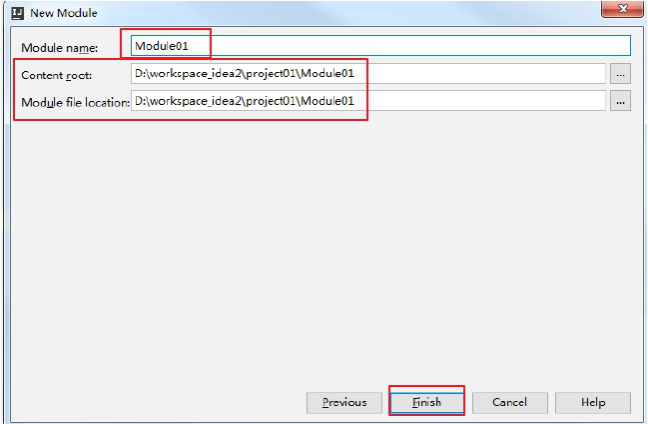 New Module
Module name: Module01
Content root: D:\workspace_idea2\project01\Module01 ...
Module file location: D:\workspace_idea2\project01\Module01 ...
Previous Finish Cancel Help